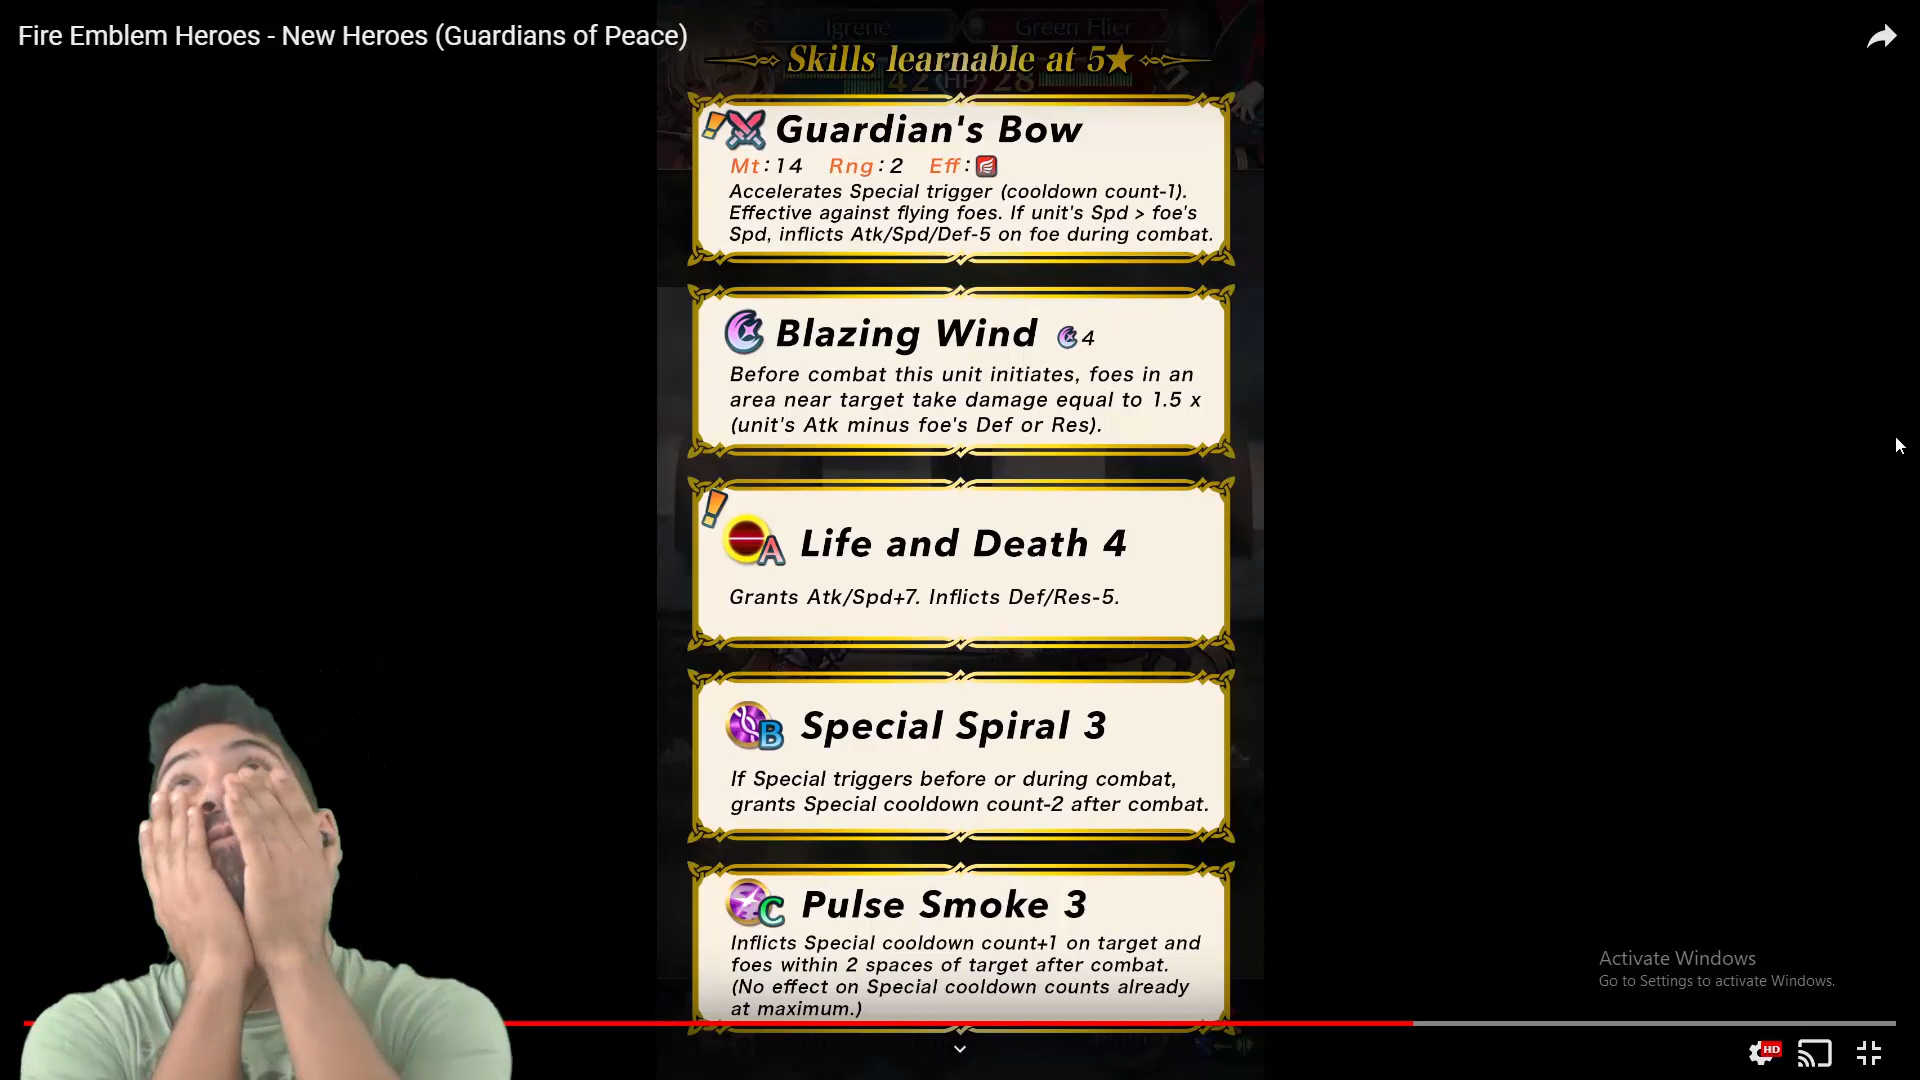 Fire Emblem Heroes - New Heroes (Guardians of Peace)
Igrene Green Flier
Skills learnable at 5★
42 HP 28
Guardian's Bow
Mt:14 Rng:2 Eff:
Accelerates Special trigger (cooldown count-1).
Effective against flying foes. If unit's Spd > foe's
Spd, inflicts Atk/Spd/Def-5 on foe during combat.
Blazing Wind 4
Before combat this unit initiates, foes in an
area near target take damage equal to 1.5 x
(unit's Atk minus foe's Def or Res).
A Life and Death 4
Grants Atk/Spd+7. Inflicts Def/Res-5.
B Special Spiral 3
If Special triggers before or during combat,
grants Special cooldown count-2 after combat.
C Pulse Smoke 3
Inflicts Special cooldown count+1 on target and
foes within 2 spaces of target after combat.
(No effect on Special cooldown counts already
at maximum.)
Activate Windows
Go to Settings to activate Windows.
HD